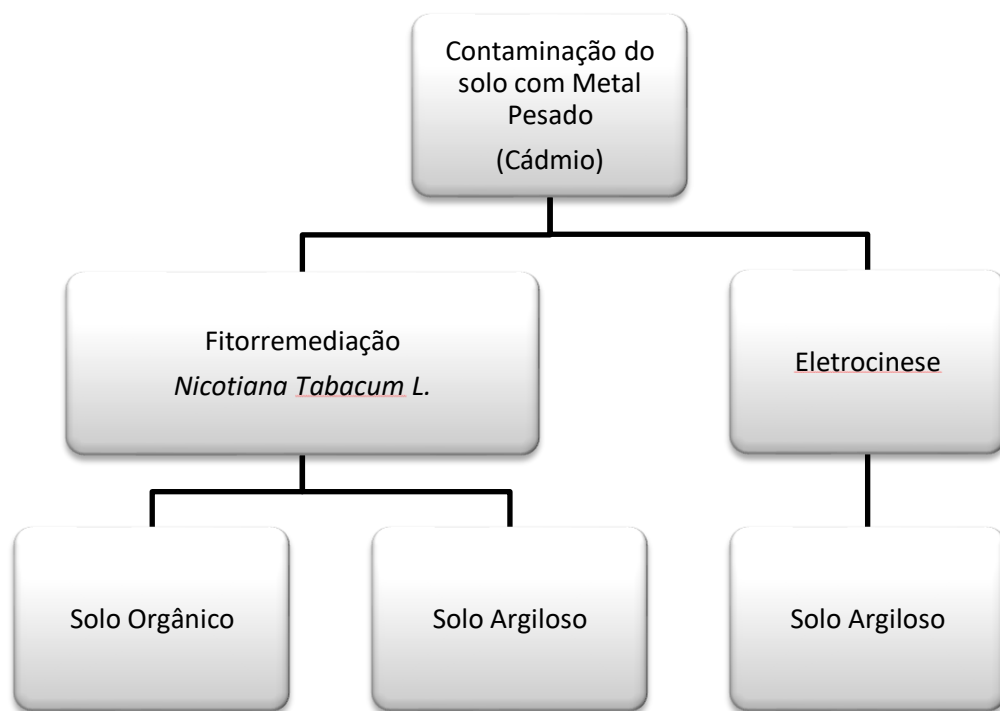 Contaminação do
solo com Metal
Pesado
(Cádmio)
Fitorremediação
Nicotiana Tabacum L.
Eletrocinese
Solo Orgânico
Solo Argiloso
Solo Argiloso